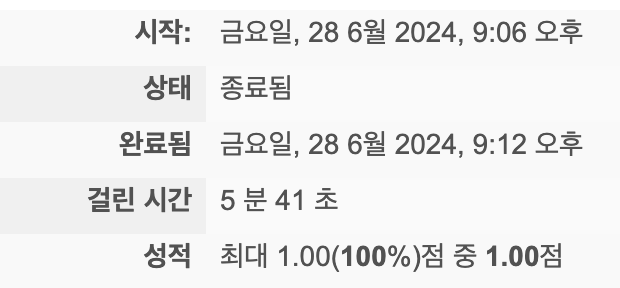 시작: 금요일, 28 6월 2024, 9:06 오후
상태 종료됨
완료됨 금요일, 28 6월 2024, 9:12 오후
걸린 시간 5 분 41 초
성적 최대 1.00(100%)점 중 1.00점